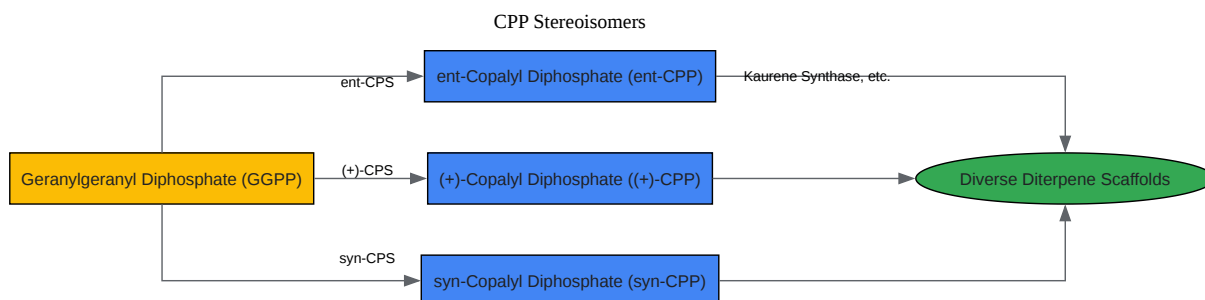 CPP Stereoisomers
ent-CPS
ent-Copalyl Diphosphate (ent-CPP)
Kaurene Synthase, etc.
Geranylgeranyl Diphosphate (GGPP)
(+)-CPS
(+)-Copalyl Diphosphate ((+)-CPP)
Diverse Diterpene Scaffolds
syn-CPS
syn-Copalyl Diphosphate (syn-CPP)